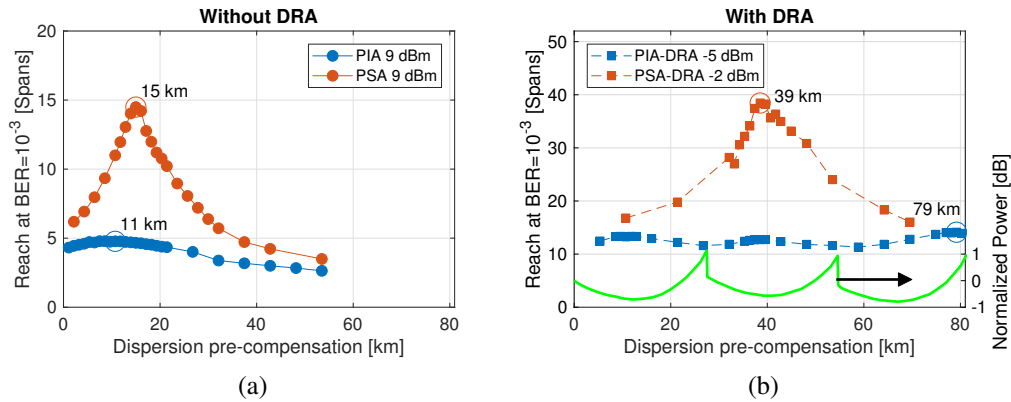 Without DRA
20
15
10
5
0
0
20
40
60
80
Reach at BER=10⁻³ [Spans]
Dispersion pre-compensation [km]
PIA 9 dBm
PSA 9 dBm
15 km
11 km
(a)
With DRA
50
40
30
20
10
0
0
20
40
60
80
Reach at BER=10⁻³ [Spans]
Dispersion pre-compensation [km]
PIA-DRA -5 dBm
PSA-DRA -2 dBm
39 km
79 km
1
0
-1
Normalized Power [dB]
(b)